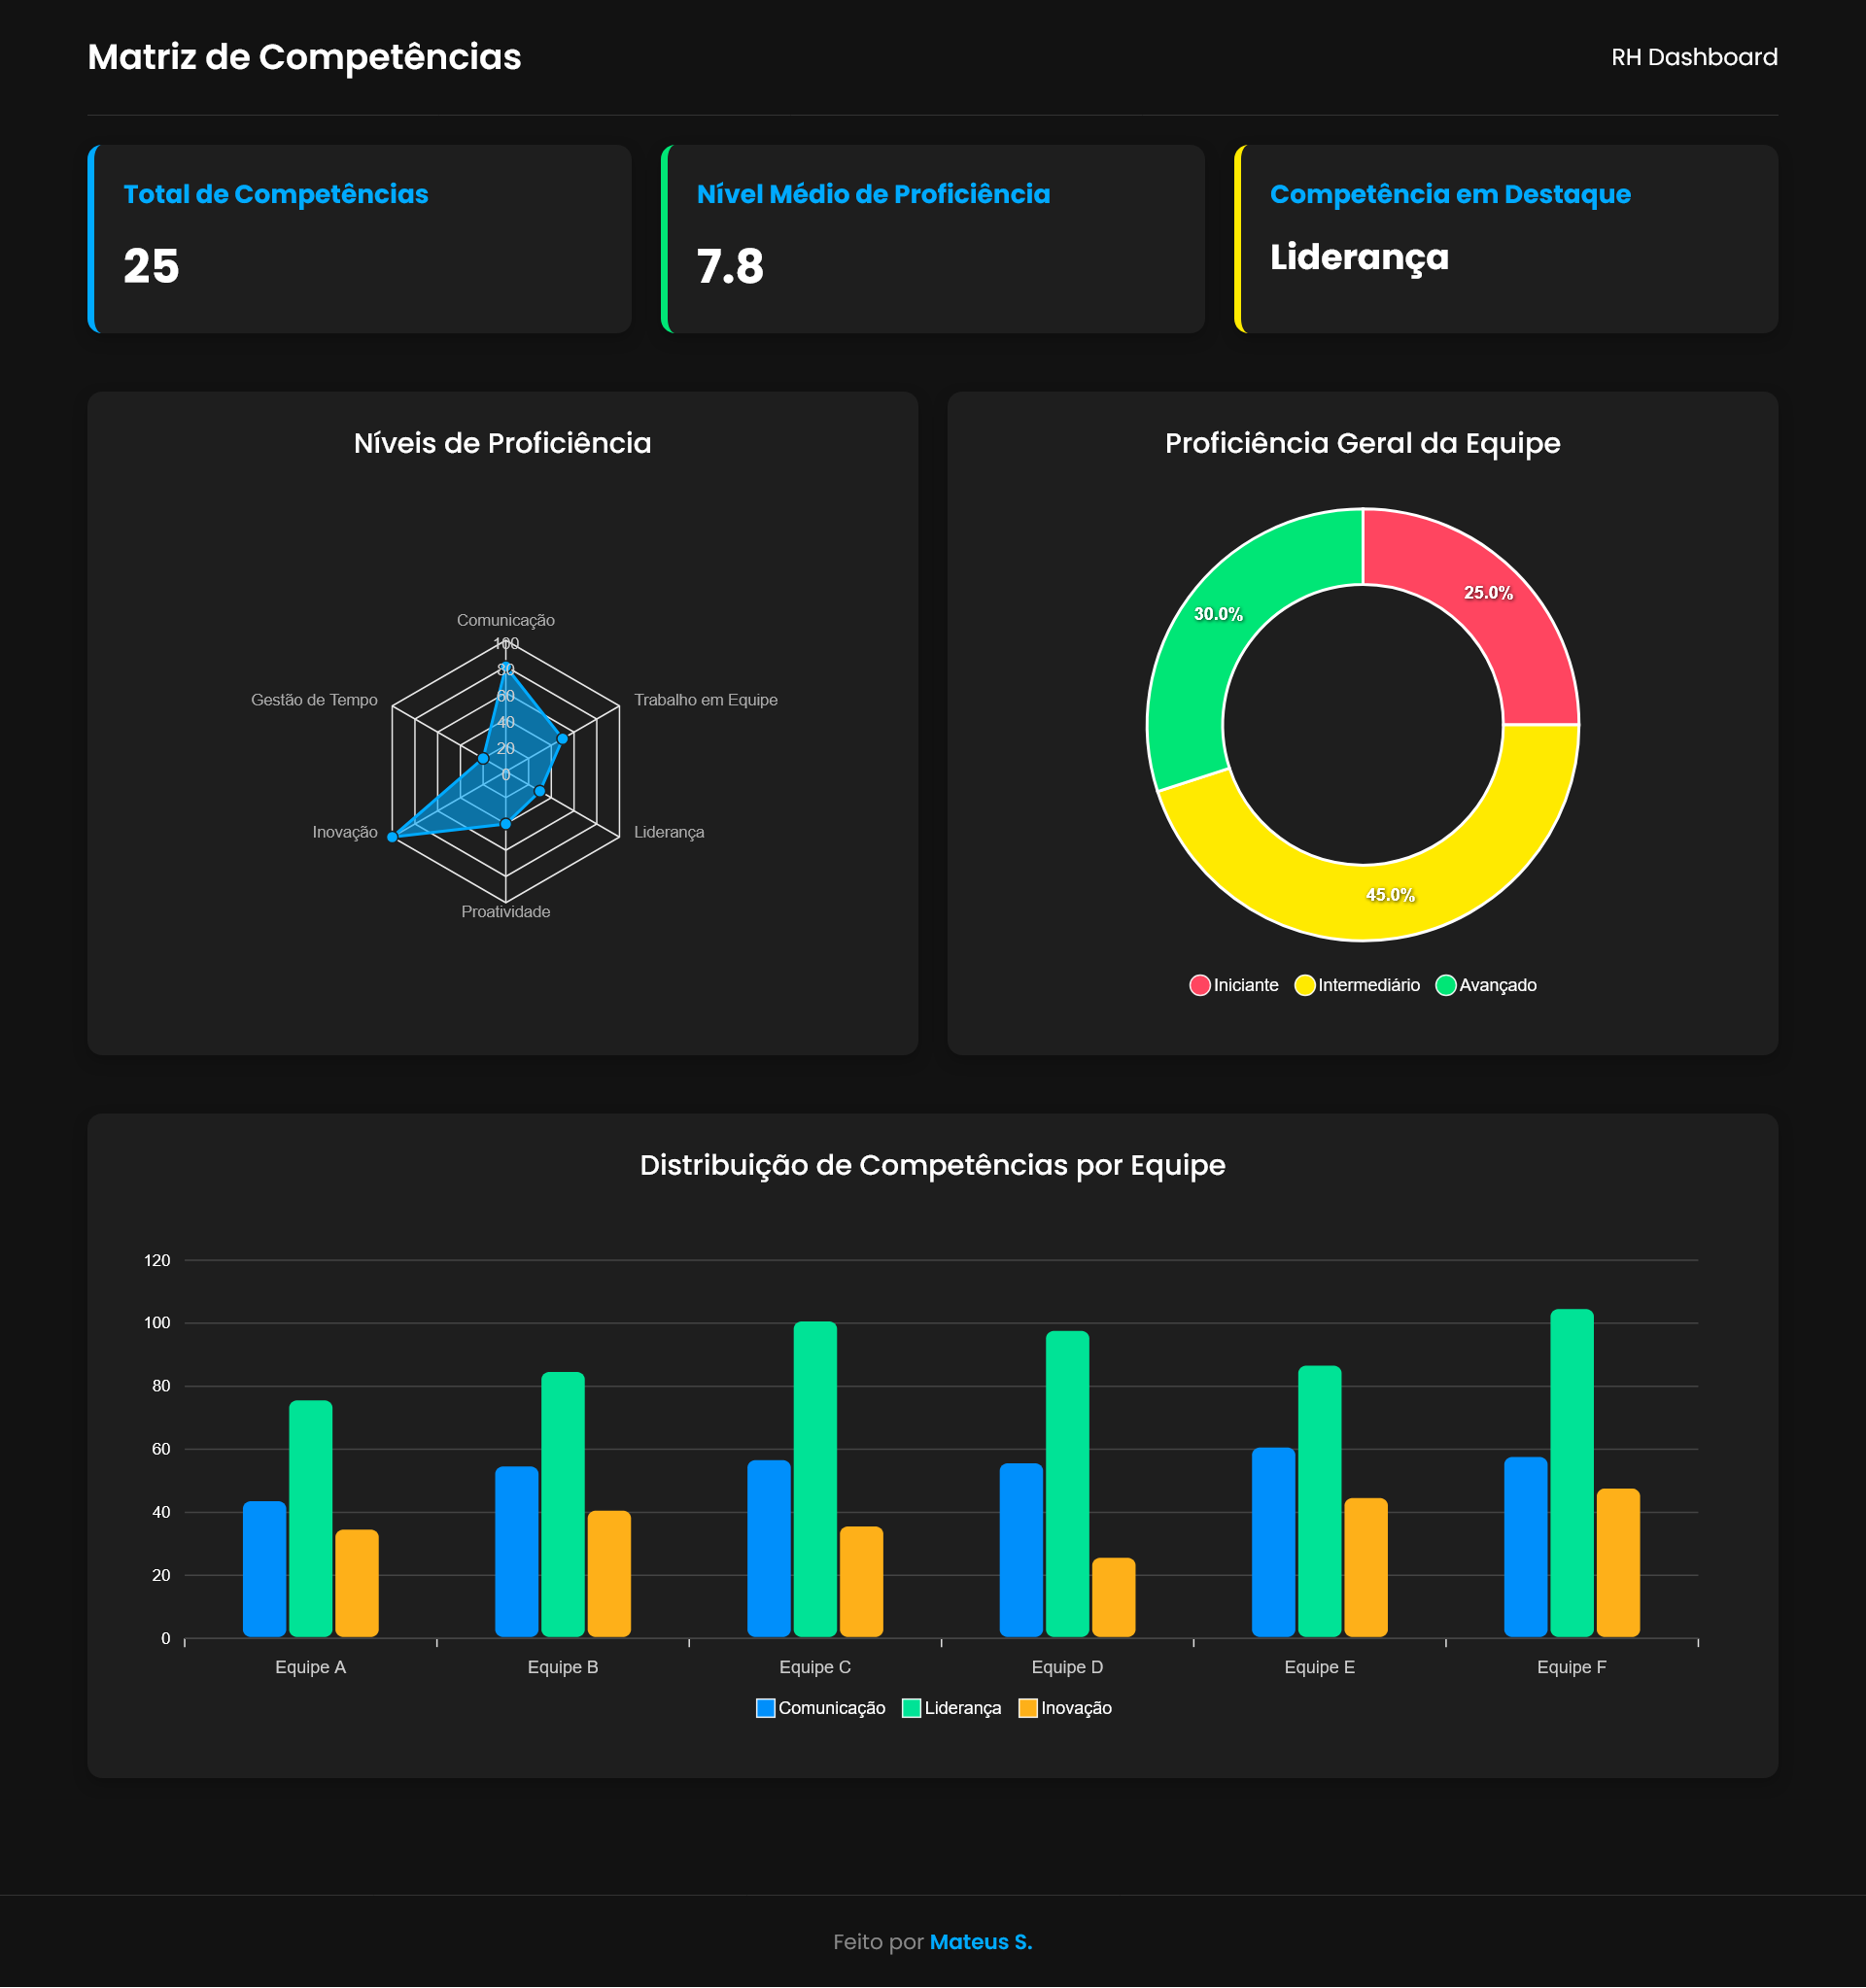 Matriz de Competências
RH Dashboard
Total de Competências
25
Nível Médio de Proficiência
7.8
Competência em Destaque
Liderança
Níveis de Proficiência
Comunicação
100
80
60
40
20
0
Gestão de Tempo
Trabalho em Equipe
Inovação
Liderança
Proatividade
Proficiência Geral da Equipe
25.0%
30.0%
45.0%
Iniciante
Intermediário
Avançado
Distribuição de Competências por Equipe
120
100
80
60
40
20
0
Equipe A
Equipe B
Equipe C
Equipe D
Equipe E
Equipe F
Comunicação
Liderança
Inovação
Feito por Mateus S.